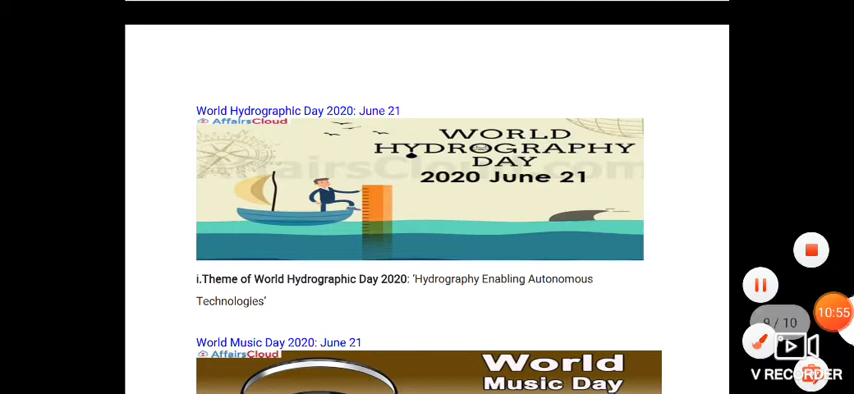 World Hydrographic Day 2020: June 21
AffairsCloud
WORLD
HYDROGRAPHY
DAY
2020 June 21
i.Theme of World Hydrographic Day 2020: ‘Hydrography Enabling Autonomous
Technologies’
World Music Day 2020: June 21
AffairsCloud
World
Music Day
10:55
9 / 10
V RECORDER